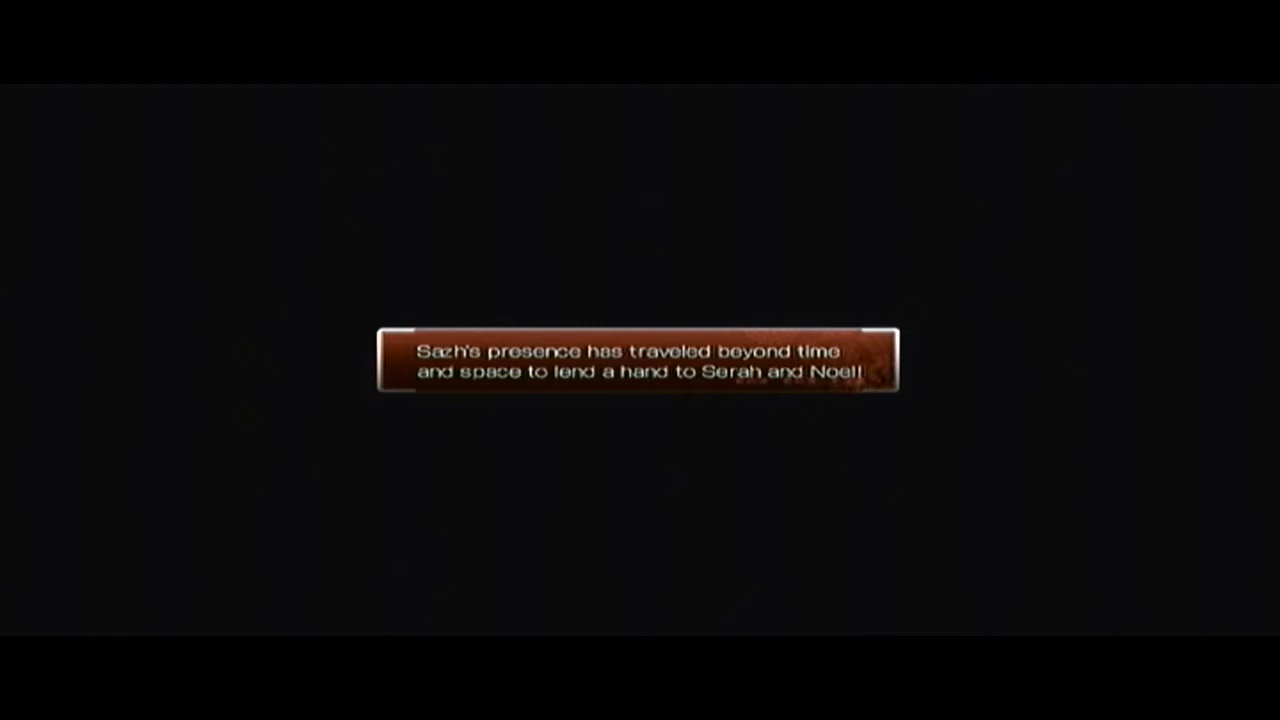 Sazh's presence has traveled beyond time
and space to lend a hand to Serah and Noel!